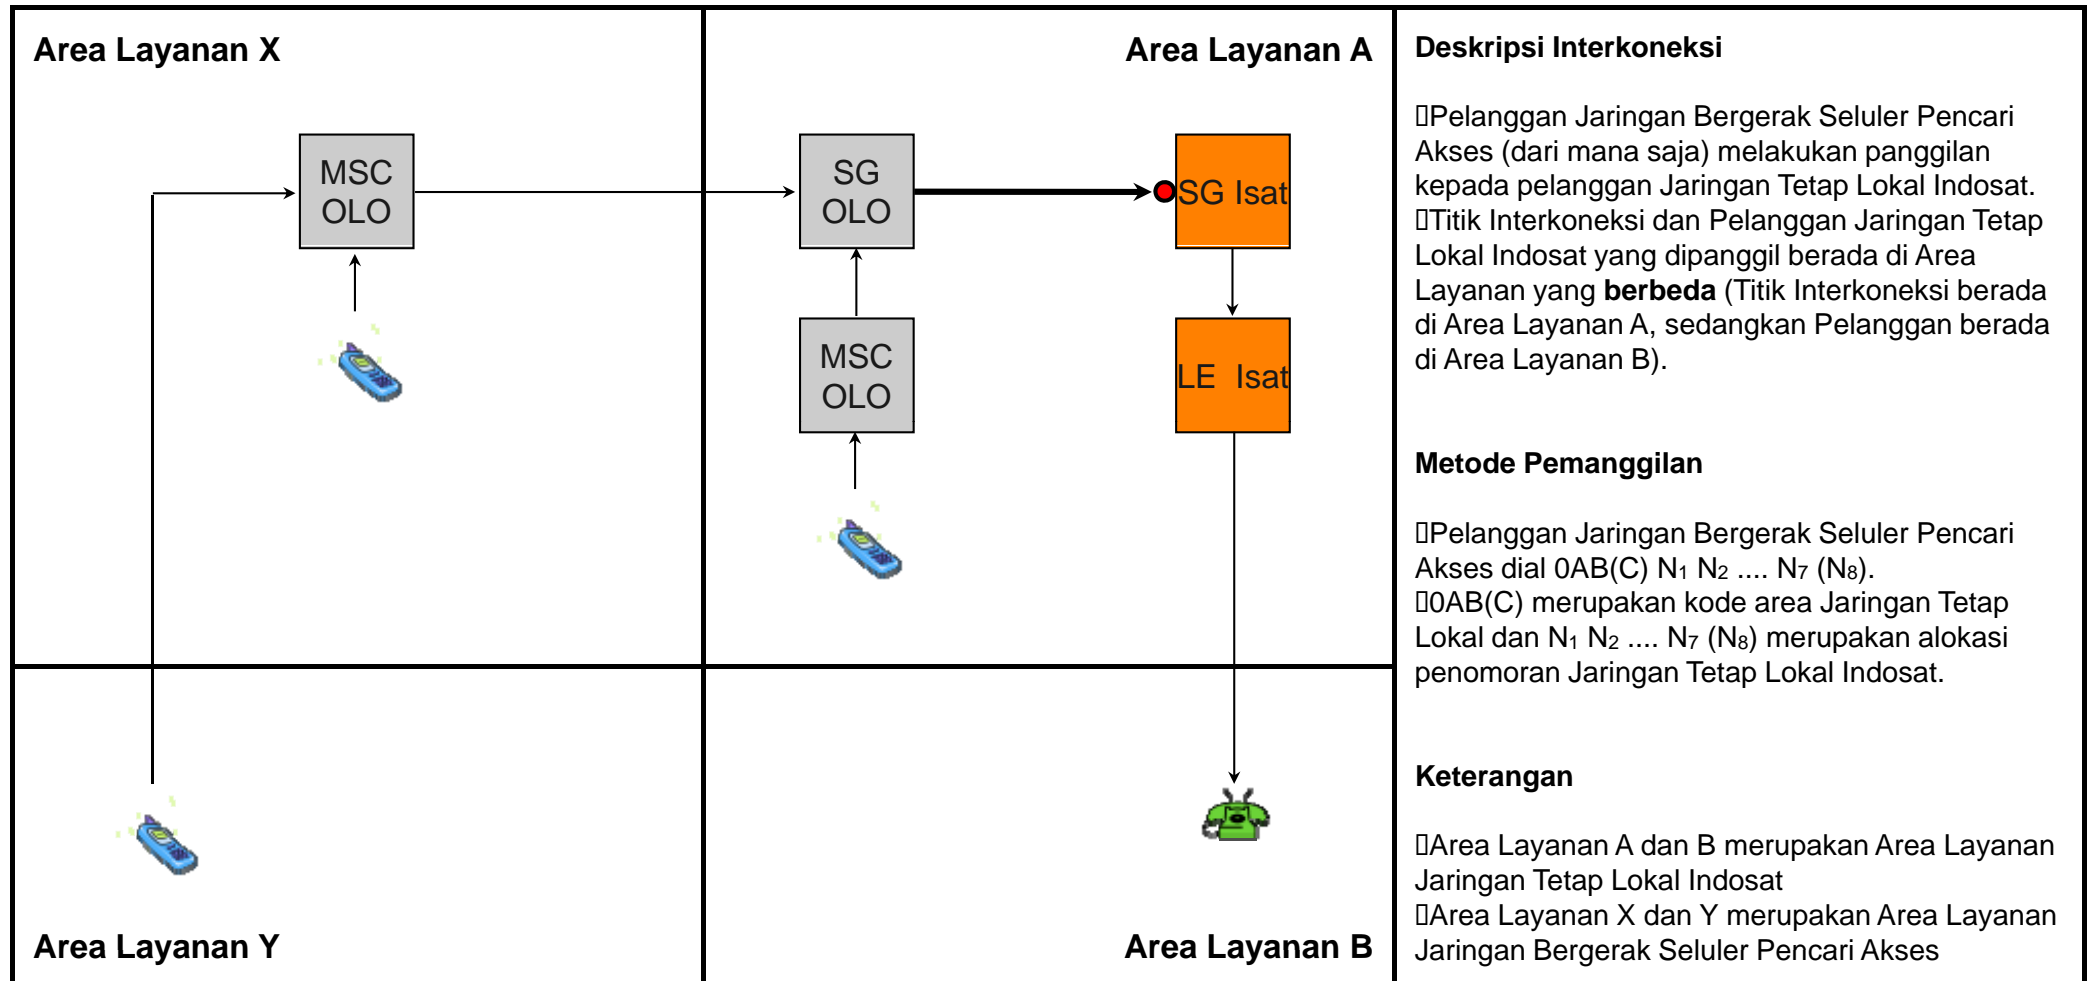 Area Layanan X
Area Layanan A
MSC
OLO
SG
OLO
SG Isat
MSC
OLO
LE Isat
Area Layanan Y
Area Layanan B
Deskripsi Interkoneksi
Pelanggan Jaringan Bergerak Seluler Pencari
Akses (dari mana saja) melakukan panggilan
kepada pelanggan Jaringan Tetap Lokal Indosat.
Titik Interkoneksi dan Pelanggan Jaringan Tetap
Lokal Indosat yang dipanggil berada di Area
Layanan yang berbeda (Titik Interkoneksi berada
di Area Layanan A, sedangkan Pelanggan berada
di Area Layanan B).
Metode Pemanggilan
Pelanggan Jaringan Bergerak Seluler Pencari
Akses dial 0AB(C) N₁ N₂ .... N₇ (N₈).
0AB(C) merupakan kode area Jaringan Tetap
Lokal dan N₁ N₂ .... N₇ (N₈) merupakan alokasi
penomoran Jaringan Tetap Lokal Indosat.
Keterangan
Area Layanan A dan B merupakan Area Layanan
Jaringan Tetap Lokal Indosat
Area Layanan X dan Y merupakan Area Layanan
Jaringan Bergerak Seluler Pencari Akses